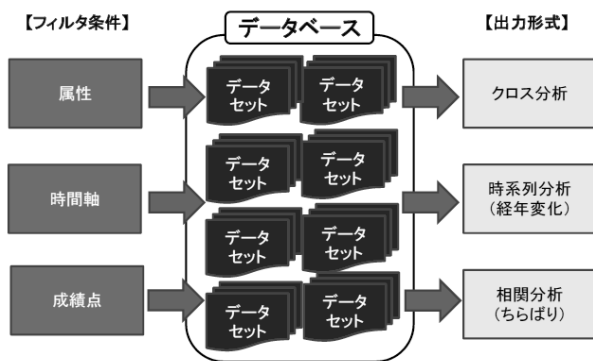 【フィルタ条件】
データベース
【出力形式】
属性
データ
セット
データ
セット
クロス分析
時間軸
データ
セット
データ
セット
時系列分析
（経年変化）
データ
セット
データ
セット
成績点
データ
セット
データ
セット
相関分析
（ちらばり）